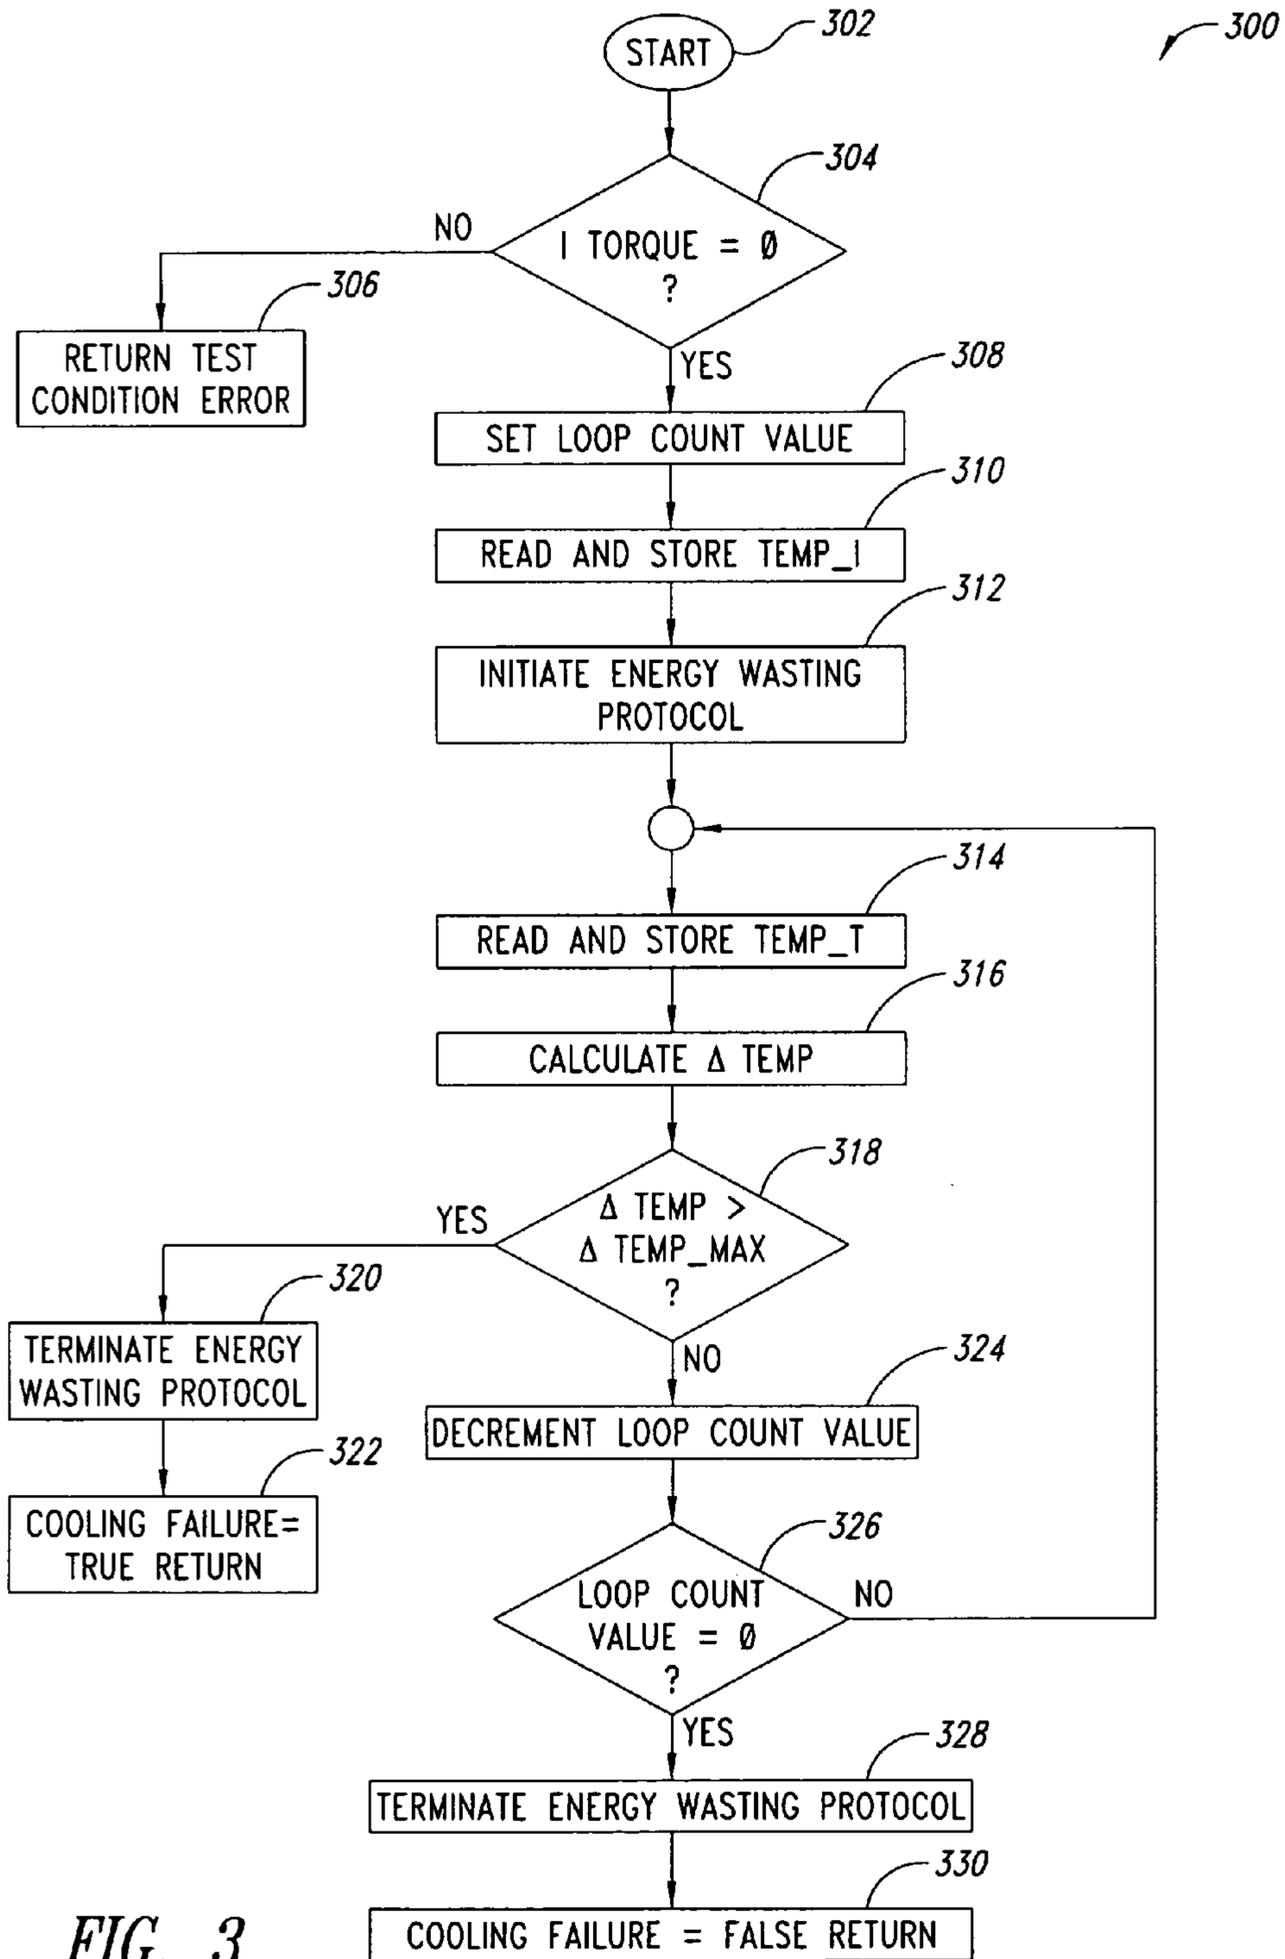 302
300
START
304
NO
I TORQUE = Ø
?
306
RETURN TEST
CONDITION ERROR
YES
308
SET LOOP COUNT VALUE
310
READ AND STORE TEMP_I
312
INITIATE ENERGY WASTING
PROTOCOL
314
READ AND STORE TEMP_T
316
CALCULATE Δ TEMP
318
YES
Δ TEMP >
Δ TEMP_MAX
?
320
TERMINATE ENERGY
WASTING PROTOCOL
NO
324
DECREMENT LOOP COUNT VALUE
322
COOLING FAILURE=
TRUE RETURN
326
LOOP COUNT
VALUE = Ø
?
NO
YES
328
TERMINATE ENERGY WASTING PROTOCOL
330
COOLING FAILURE = FALSE RETURN
FIG. 3